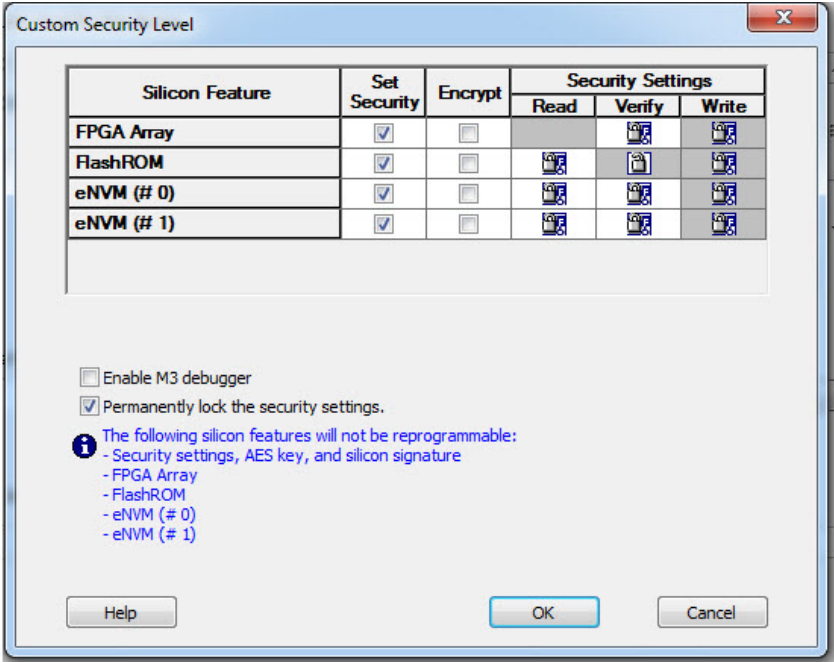 Custom Security Level
Silicon Feature Set Security Encrypt Security Settings
Read Verify Write
FPGA Array
FlashROM
eNVM (# 0)
eNVM (# 1)
Enable M3 debugger
Permanently lock the security settings.
The following silicon features will not be reprogrammable:
- Security settings, AES key, and silicon signature
- FPGA Array
- FlashROM
- eNVM (# 0)
- eNVM (# 1)
Help OK Cancel